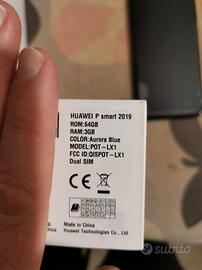 HUAWEI P smart 2019
ROM:64GB
RAM:3GB
COLOR:Aurora Blue
MODEL:POT-LX1
FCC ID:QISPOT-LX1
Dual SIM
CE
Made in China
Huawei Technologies Co., Ltd.
subito